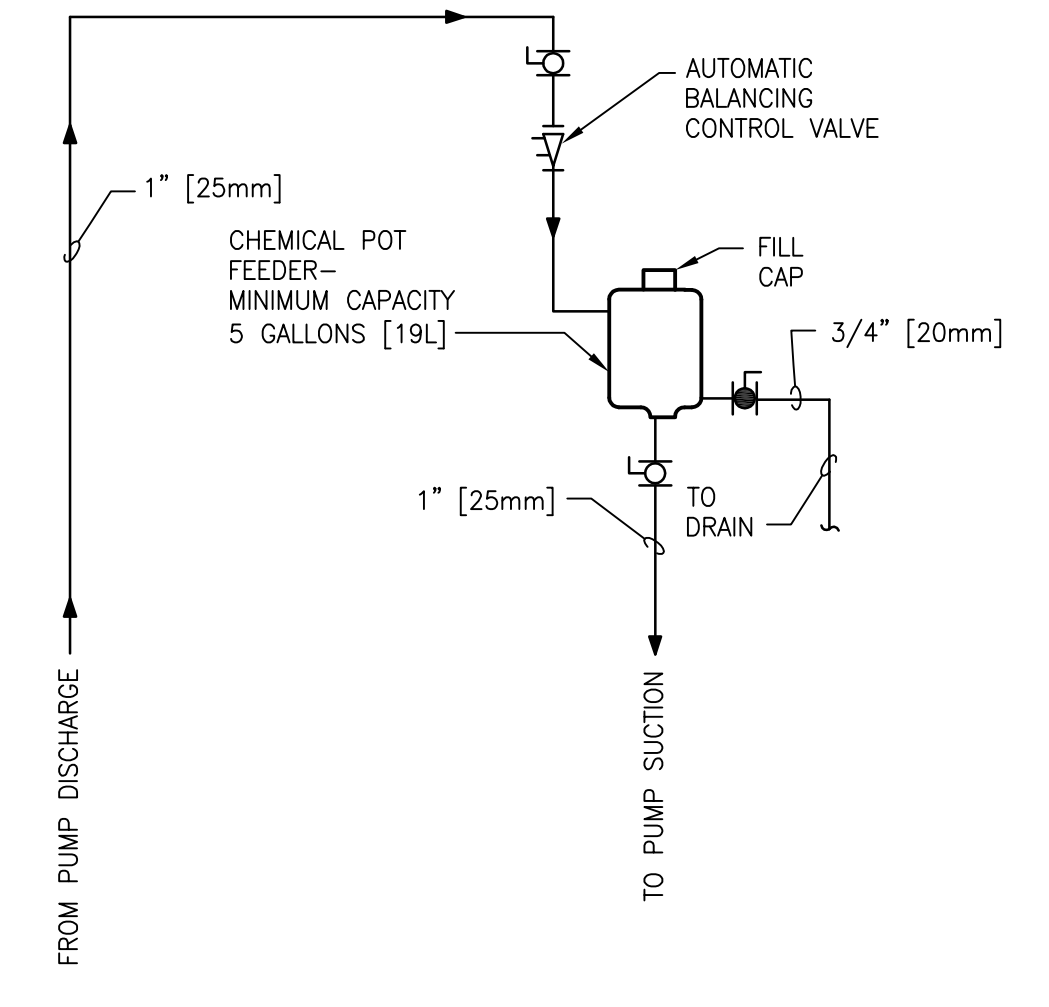 AUTOMATIC
BALANCING
CONTROL VALVE
1” [25mm]
CHEMICAL POT
FEEDER–
MINIMUM CAPACITY
5 GALLONS [19L]
FILL
CAP
3/4” [20mm]
1” [25mm]
TO
DRAIN
FROM PUMP DISCHARGE
TO PUMP SUCTION